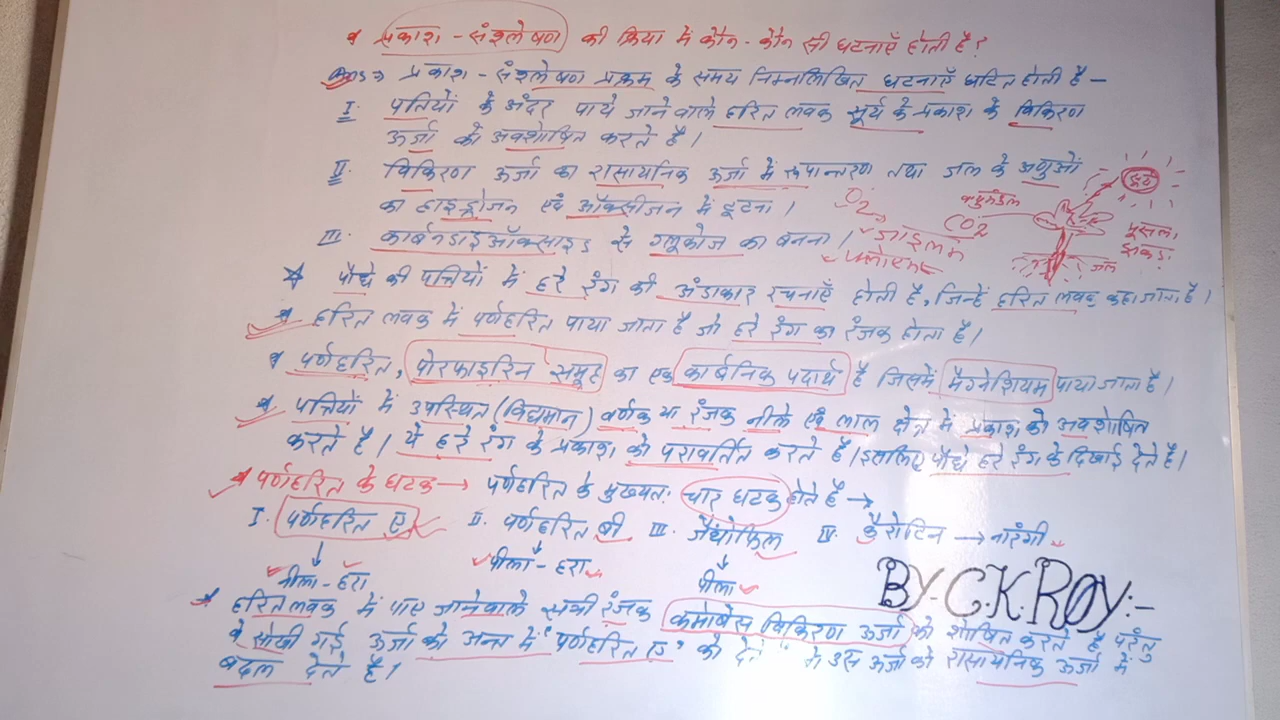 प्रकाश-संश्लेषण की क्रिया में कौन-कौन सी घटनाएँ होती है?
Ans → प्रकाश-संश्लेषण प्रक्रम के समय निम्नलिखित घटनाएँ घटित होती है –
I. पत्तियों के अंदर पाये जाने वाले हरित लवक सूर्य के प्रकाश के विकिरण
ऊर्जा को अवशोषित करते है।
II. विकिरण ऊर्जा का रासायनिक ऊर्जा में रूपान्तरण तथा जल के अणुओं
का हाइड्रोजन एवं ऑक्सीजन में टूटना।
III. कार्बनडाइऑक्साइड से ग्लूकोज का बनना।
O2
CO2
वायुमंडल
जाइलम
जल
पौधे की पत्तियों में हरे रंग की अंडाकार रचनाएँ होती है, जिन्हें हरित लवक कहा जाता है।
हरित लवक में पर्णहरित पाया जाता है जो हरे रंग का रंजक होता है।
पर्णहरित, पोरफाइरिन समूह का एक कार्बनिक पदार्थ है जिसमें मैग्नेशियम पाया जाता है।
पत्तियों में उपस्थित (विद्यमान) वर्णक या रंजक नीले एवं लाल क्षेत्र में प्रकाश को अवशोषित
करते है। ये हरे रंग के प्रकाश को परावर्तित करते है। इसलिए पौधे हरे रंग के दिखाई देते है।
पर्णहरित के घटक → पर्णहरित के मुख्यतः चार घटक होते है →
I. पर्णहरित ए II. पर्णहरित बी III. जैंथोफिल IV. कैरोटिन → नारंगी
नीला-हरा पीला-हरा पीला
BY-C.K.ROY:-
हरितलवक में पाए जानेवाले सभी रंजक कमोबेस विकिरण ऊर्जा को शोषित करते है परंतु
वे सोखी गई ऊर्जा को अन्त में "पर्णहरित ए" को उस ऊर्जा को रासायनिक ऊर्जा में
बदल देते है।